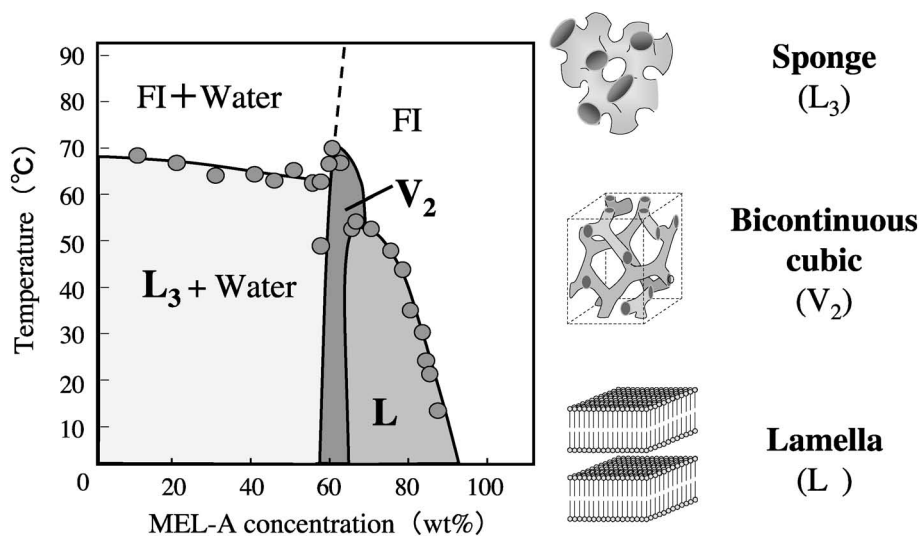 90
80
70
60
50
40
30
20
10
0
20
40
60
80
100
Temperature (℃)
MEL-A concentration (wt%)
FI+Water
FI
V2
L3+ Water
L
Sponge
(L3)
Bicontinuous
cubic
(V2)
Lamella
(L )